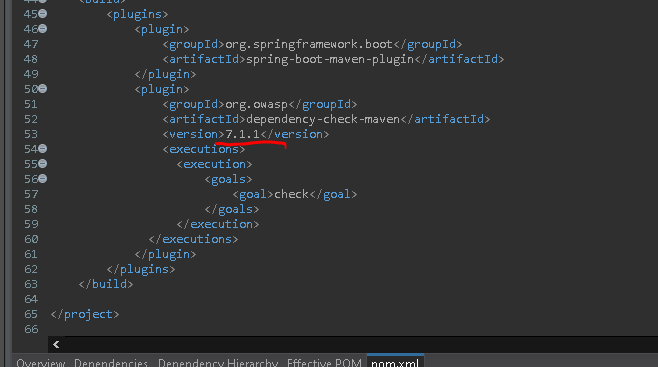 44 <build>
45 <plugins>
46 <plugin>
47 <groupId>org.springframework.boot</groupId>
48 <artifactId>spring-boot-maven-plugin</artifactId>
49 </plugin>
50 <plugin>
51 <groupId>org.owasp</groupId>
52 <artifactId>dependency-check-maven</artifactId>
53 <version>7.1.1</version>
54 <executions>
55 <execution>
56 <goals>
57 <goal>check</goal>
58 </goals>
59 </execution>
60 </executions>
61 </plugin>
62 </plugins>
63 </build>
64
65 </project>
66
Overview Dependencies Dependency Hierarchy Effective POM pom.xml